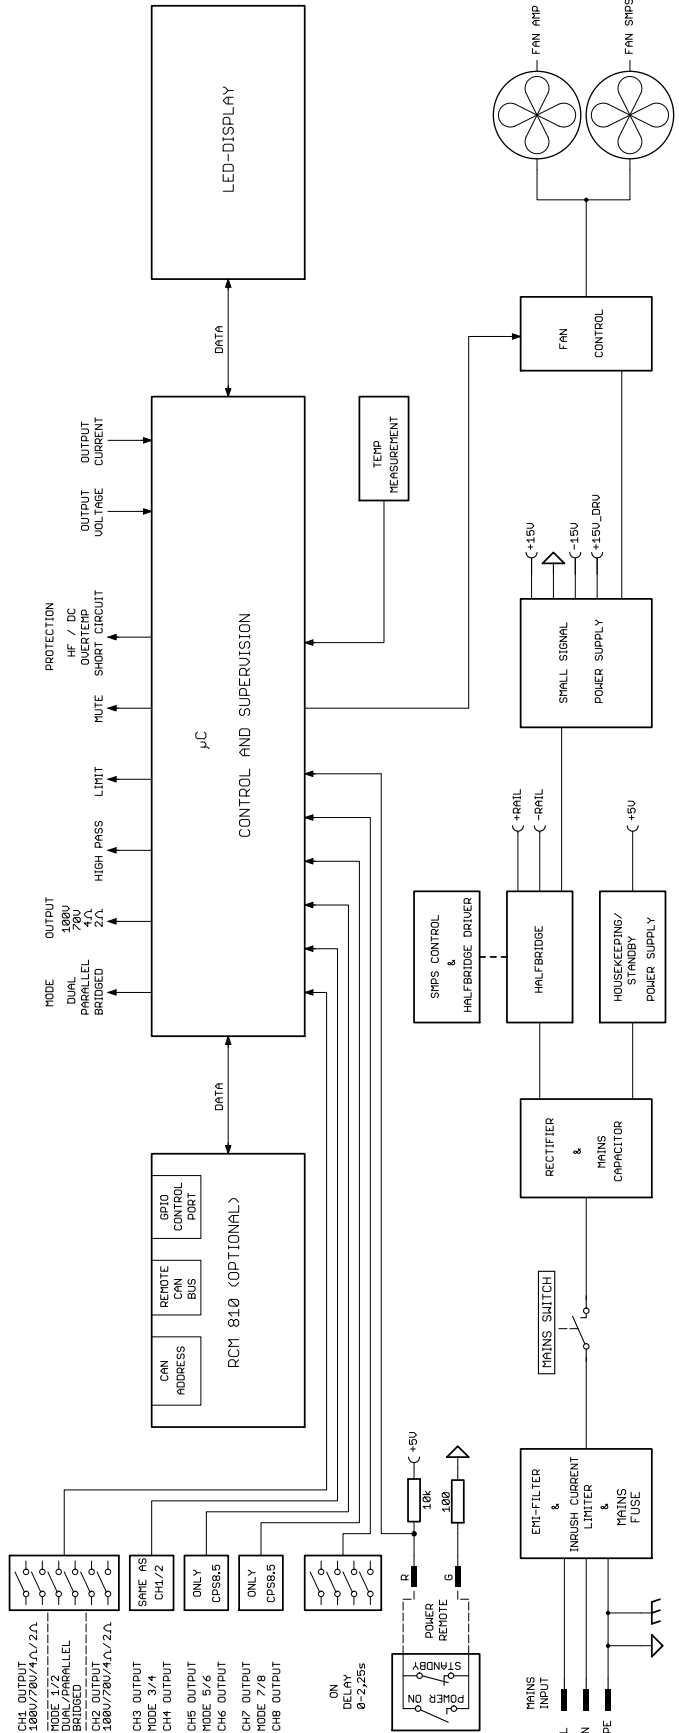 FAN AMP
FAN SMPS
LED-DISPLAY
DATA
FAN
CONTROL
OUTPUT
CURRENT
OUTPUT
VOLTAGE
PROTECTION
HF / DC
OVERTEMP
SHORT CIRCUIT
MUTE
LIMIT
HIGH PASS
OUTPUT
100V
70V
4Ω
2Ω
MODE
DUAL
PARALLEL
BRIDGED
µC
CONTROL AND SUPERVISION
TEMP
MEASUREMENT
+15V
-15V
+15V_DRV
SMALL SIGNAL
POWER SUPPLY
+RAIL
-RAIL
+5V
SMPS CONTROL
&
HALFBRIDGE DRIVER
HALFBRIDGE
HOUSEKEEPING/
STANDBY
POWER SUPPLY
DATA
RECTIFIER
&
MAINS
CAPACITOR
GPIO
CONTROL
PORT
REMOTE
CAN
BUS
CAN
ADDRESS
RCM 810 (OPTIONAL)
MAINS SWITCH
+5V
10k
100
EMI-FILTER
&
INRUSH CURRENT
LIMITER
&
MAINS
FUSE
SAME AS
CH1/2
ONLY
CPS8.5
ONLY
CPS8.5
R
G
POWER
REMOTE
CH1 OUTPUT
100V/70V/4Ω/2Ω
MODE 1/2
DUAL/PARALLEL
BRIDGED
CH2 OUTPUT
100V/70V/4Ω/2Ω
CH3 OUTPUT
MODE 3/4
CH4 OUTPUT
CH5 OUTPUT
MODE 5/6
CH6 OUTPUT
CH7 OUTPUT
MODE 7/8
CH8 OUTPUT
ON
DELAY
0-2,25s
POWER ON
STANDBY
MAINS
INPUT
L
N
PE